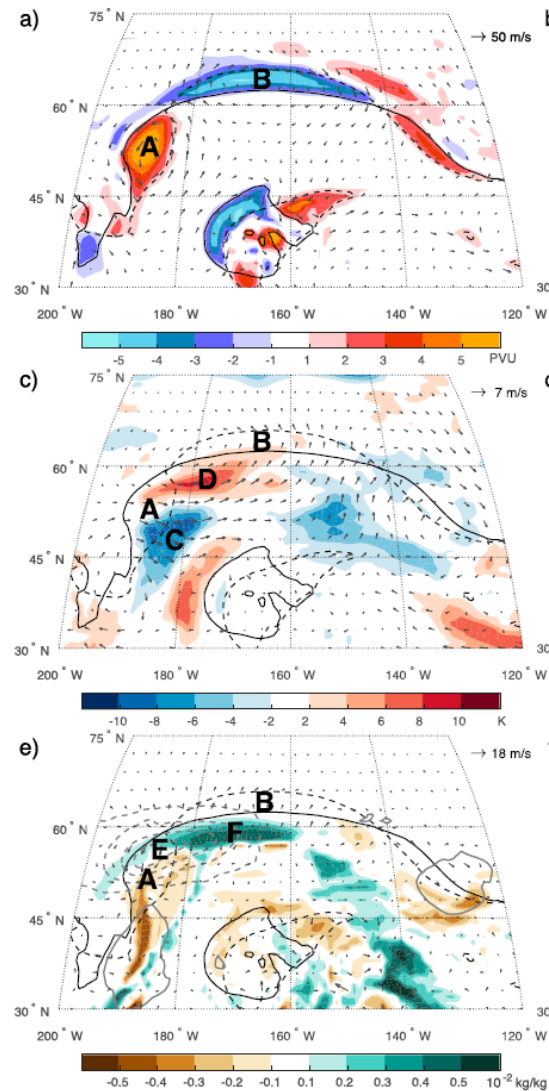 a) 75° N → 50 m/s b
B
60° N
A
45° N
30° N
200° W 180° W 160° W 140° W 120° W 30
-5 -4 -3 -2 -1 1 2 3 4 5 PVU
c) 75° N → 7 m/s d
B
60° N D
A
C
45° N
30° N
200° W 180° W 160° W 140° W 120° W 30
-10 -8 -6 -4 -2 2 4 6 8 10 K
e) 75° N → 18 m/s
B
60° N F
E
A
45° N
30° N
200° W 180° W 160° W 140° W 120° W
-0.5 -0.4 -0.3 -0.2 -0.1 0.1 0.2 0.3 0.4 10⁻² kg/kg